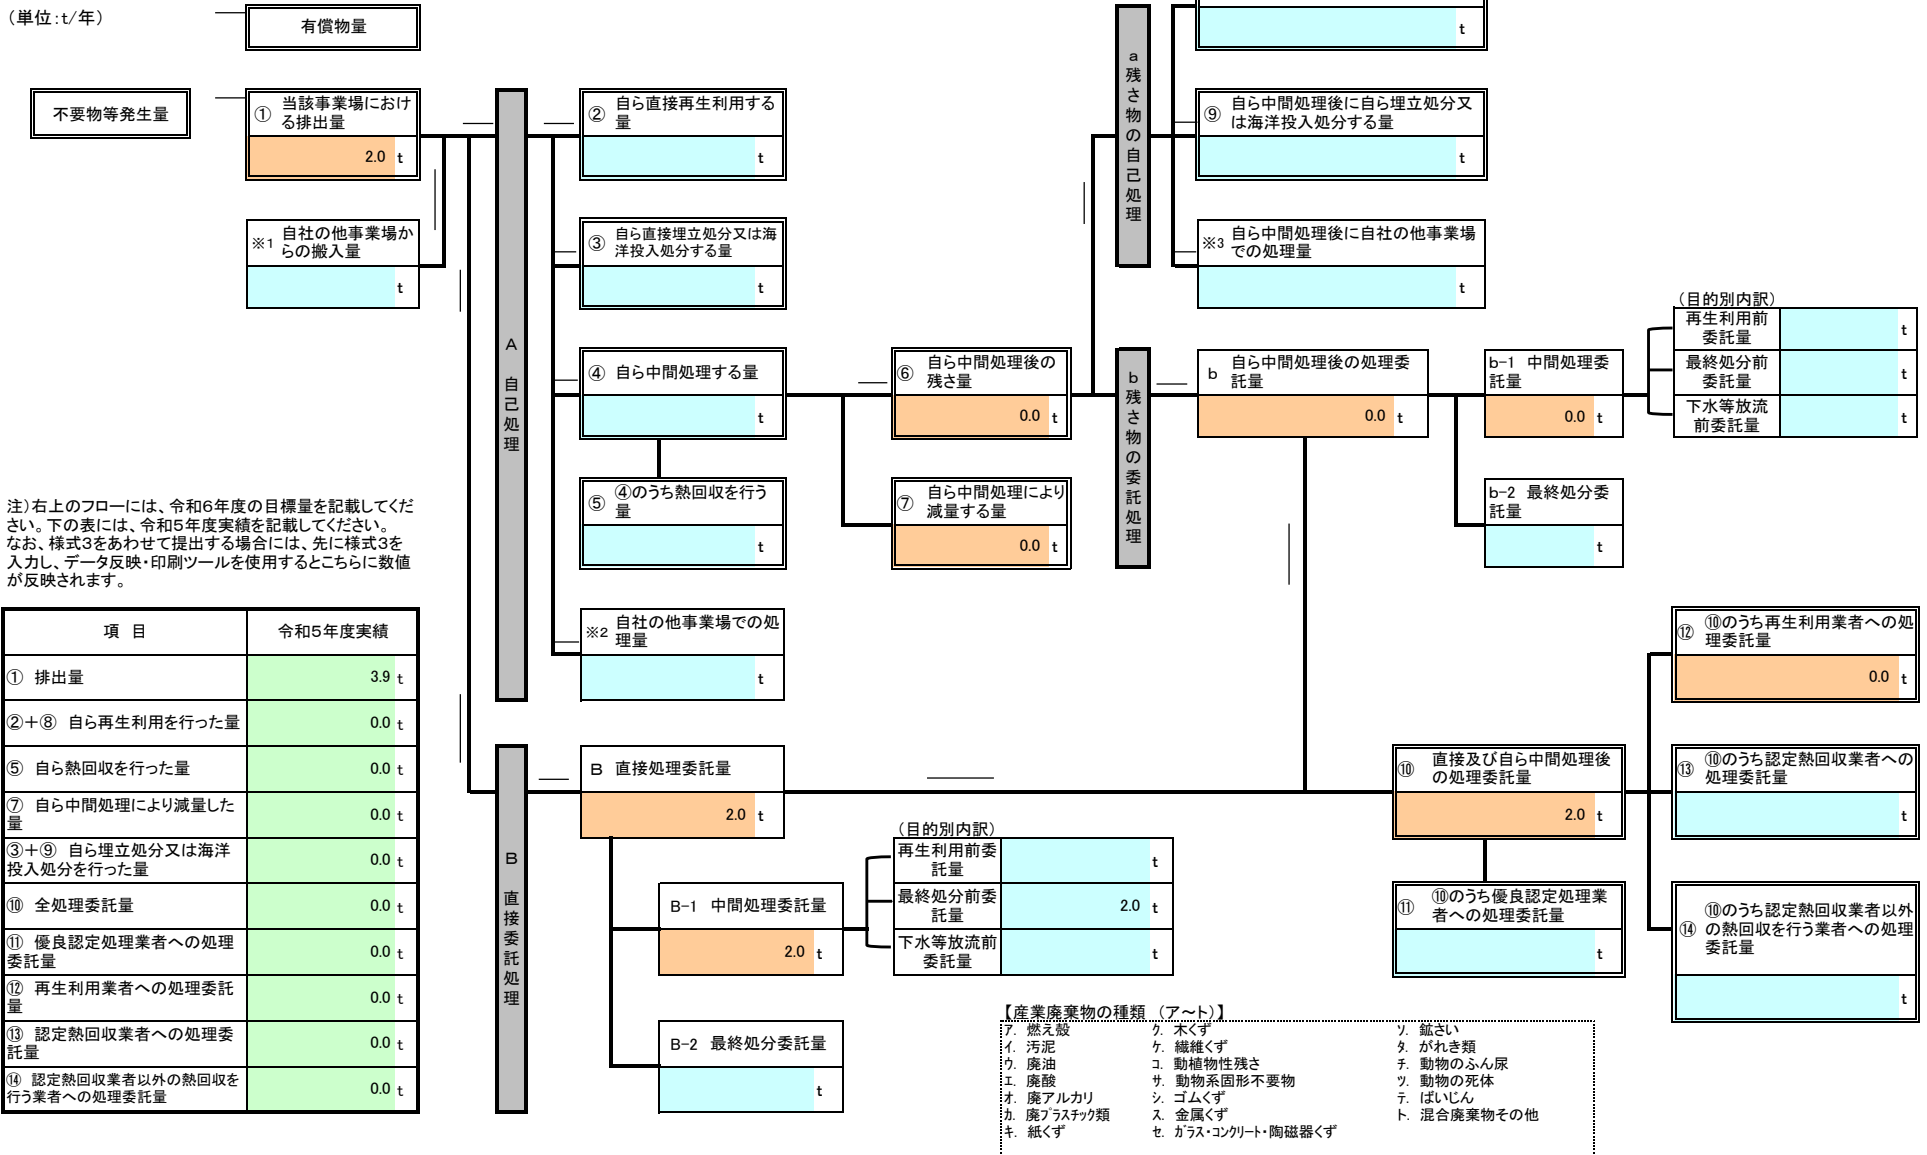 （単位：t/年）
有償物量
不要物等発生量
① 当該事業場におけ
る排出量
2.0 t
※1 自社の他事業場か
らの搬入量
t
A 自己処理
② 自ら直接再生利用する
量
t
③ 自ら直接埋立処分又は海
洋投入処分する量
t
④ 自ら中間処理する量
t
⑤ ④のうち熱回収を行う
量
t
※2 自社の他事業場での処
理量
t
⑥ 自ら中間処理後の
残さ量
0.0 t
⑦ 自ら中間処理により
減量する量
0.0 t
a 残さ物の自己処理
t
⑨ 自ら中間処理後に自ら埋立処分又
は海洋投入処分する量
t
※3 自ら中間処理後に自社の他事業場
での処理量
t
b 残さ物の委託処理
b 自ら中間処理後の処理委
託量
0.0 t
b-1 中間処理委
託量
0.0 t
（目的別内訳）
再生利用前
委託量
t
最終処分前
委託量
t
下水等放流
前委託量
t
b-2 最終処分委
託量
t
注）右上のフローには、令和6年度の目標量を記載してくだ
さい。下の表には、令和5年度実績を記載してください。
なお、様式3をあわせて提出する場合には、先に様式3を
入力し、データ反映・印刷ツールを使用するとこちらに数値
が反映されます。
項 目 令和5年度実績
① 排出量 3.9 t
②＋⑧ 自ら再生利用を行った量 0.0 t
⑤ 自ら熱回収を行った量 0.0 t
⑦ 自ら中間処理により減量した
量 0.0 t
③＋⑨ 自ら埋立処分又は海洋
投入処分を行った量 0.0 t
⑩ 全処理委託量 0.0 t
⑪ 優良認定処理業者への処理
委託量 0.0 t
⑫ 再生利用業者への処理委託
量 0.0 t
⑬ 認定熱回収業者への処理委
託量 0.0 t
⑭ 認定熱回収業者以外の熱回収を
行う業者への処理委託量 0.0 t
B 直接委託処理
B 直接処理委託量
2.0 t
B-1 中間処理委託量
2.0 t
B-2 最終処分委託量
t
（目的別内訳）
再生利用前委
託量
t
最終処分前委
託量
2.0 t
下水等放流前
委託量
t
⑩ 直接及び自ら中間処理後
の処理委託量
2.0 t
⑪ ⑩のうち優良認定処理業
者への処理委託量
t
⑫ ⑩のうち再生利用業者への処
理委託量
0.0 t
⑬ ⑩のうち認定熱回収業者への
処理委託量
t
⑭ ⑩のうち認定熱回収業者以外
の熱回収を行う業者への処理
委託量
t
【産業廃棄物の種類 （ア～ト）】
ア. 燃え殻 ク. 木くず ソ. 鉱さい
イ. 汚泥 ケ. 繊維くず タ. がれき類
ウ. 廃油 コ. 動植物性残さ チ. 動物のふん尿
エ. 廃酸 サ. 動物系固形不要物 ツ. 動物の死体
オ. 廃アルカリ シ. ゴムくず テ. ばいじん
カ. 廃プラスチック類 ス. 金属くず ト. 混合廃棄物その他
キ. 紙くず セ. ガラス・コンクリート・陶磁器くず